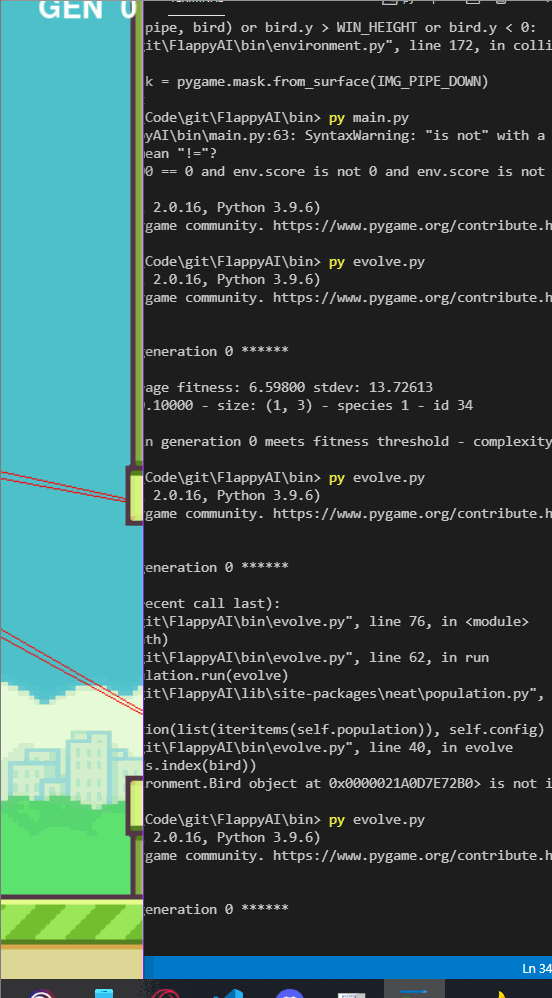 GEN 0
pipe, bird) or bird.y > WIN_HEIGHT or bird.y < 0:
git\FlappyAI\bin\environment.py", line 172, in colli
k = pygame.mask.from_surface(IMG_PIPE_DOWN)
Code\git\FlappyAI\bin> py main.py
yAI\bin\main.py:63: SyntaxWarning: "is not" with a
mean "!="?
0 == 0 and env.score is not 0 and env.score is not
2.0.16, Python 3.9.6)
game community. https://www.pygame.org/contribute.h
Code\git\FlappyAI\bin> py evolve.py
2.0.16, Python 3.9.6)
game community. https://www.pygame.org/contribute.h
eneration 0 ******
age fitness: 6.59800 stdev: 13.72613
0.10000 - size: (1, 3) - species 1 - id 34
n generation 0 meets fitness threshold - complexity
Code\git\FlappyAI\bin> py evolve.py
2.0.16, Python 3.9.6)
game community. https://www.pygame.org/contribute.h
eneration 0 ******
recent call last):
git\FlappyAI\bin\evolve.py", line 76, in <module>
th)
git\FlappyAI\bin\evolve.py", line 62, in run
lation.run(evolve)
git\FlappyAI\lib\site-packages\neat\population.py",
ion(list(iteritems(self.population)), self.config)
git\FlappyAI\bin\evolve.py", line 40, in evolve
s.index(bird))
ronment.Bird object at 0x0000021A0D7E72B0> is not i
Code\git\FlappyAI\bin> py evolve.py
2.0.16, Python 3.9.6)
game community. https://www.pygame.org/contribute.h
eneration 0 ******
Ln 34